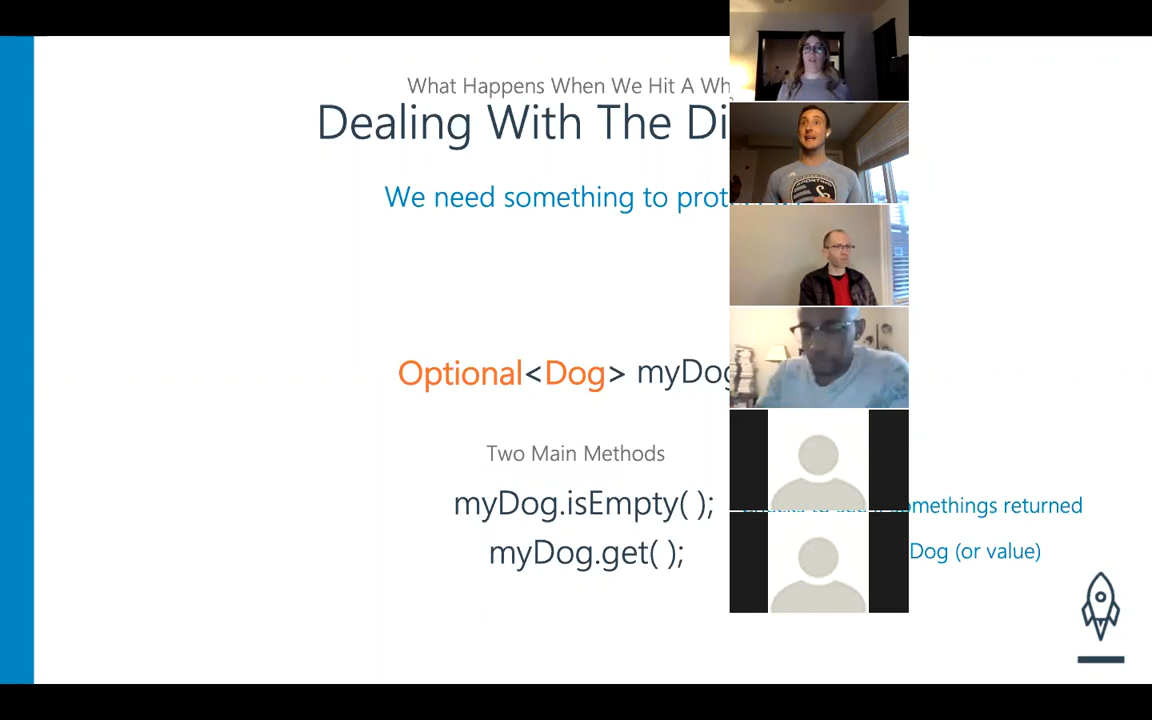 What Happens When We Hit A Wh
Dealing With The Di
We need something to prot
Optional<Dog> myDog
Two Main Methods
myDog.isEmpty( ); somethings returned
myDog.get( ); Dog (or value)
SPORTING